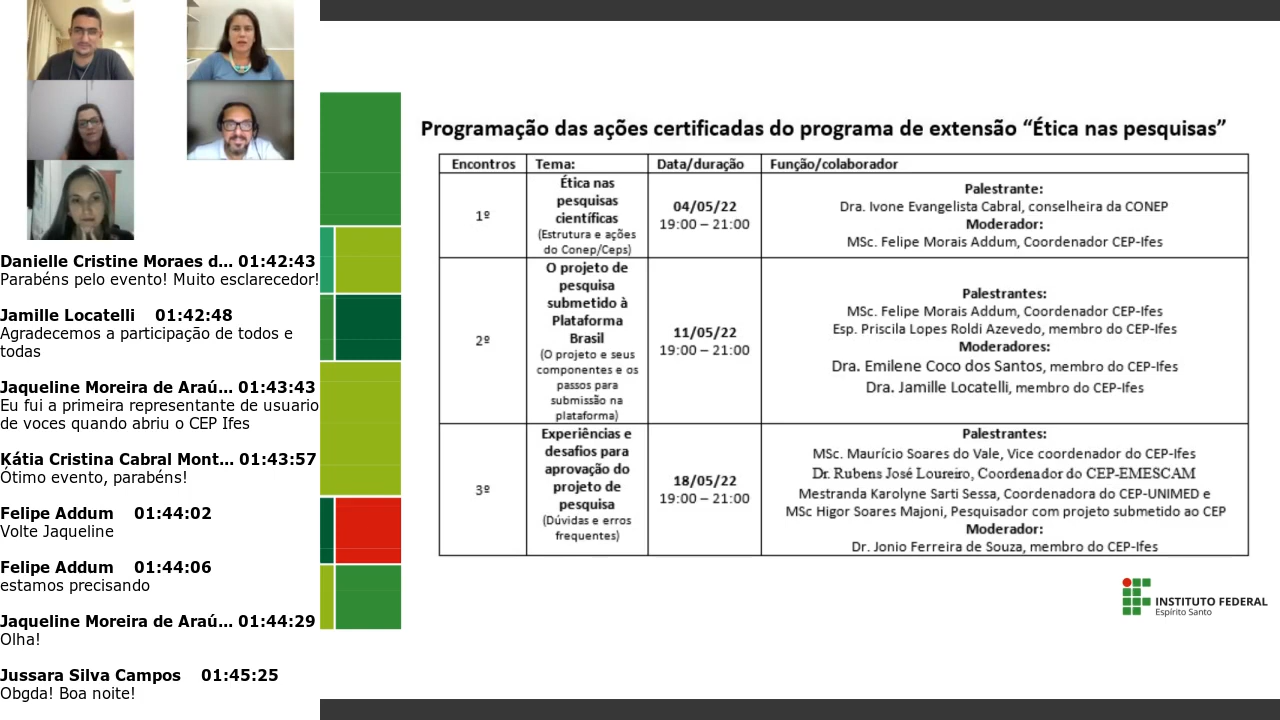 Danielle Cristine Moraes d... 01:42:43
Parabéns pelo evento! Muito esclarecedor!
Jamille Locatelli 01:42:48
Agradecemos a participação de todos e
todas
Jaqueline Moreira de Araú... 01:43:43
Eu fui a primeira representante de usuario
de voces quando abriu o CEP Ifes
Kátia Cristina Cabral Mont... 01:43:57
Ótimo evento, parabéns!
Felipe Addum 01:44:02
Volte Jaqueline
Felipe Addum 01:44:06
estamos precisando
Jaqueline Moreira de Araú... 01:44:29
Olha!
Jussara Silva Campos 01:45:25
Obgda! Boa noite!
Programação das ações certificadas do programa de extensão “Ética nas pesquisas”
Encontros Tema: Data/duração Função/colaborador
1º
Ética nas
pesquisas
científicas
(Estrutura e ações
do Conep/Ceps)
04/05/22
19:00 – 21:00
Palestrante:
Dra. Ivone Evangelista Cabral, conselheira da CONEP
Moderador:
MSc. Felipe Morais Addum, Coordenador CEP-Ifes
2º
O projeto de
pesquisa
submetido à
Plataforma
Brasil
(O projeto e seus
componentes e os
passos para
submissão na
plataforma)
11/05/22
19:00 – 21:00
Palestrantes:
MSc. Felipe Morais Addum, Coordenador CEP-Ifes
Esp. Priscila Lopes Roldi Azevedo, membro do CEP-Ifes
Moderadores:
Dra. Emilene Coco dos Santos, membro do CEP-Ifes
Dra. Jamille Locatelli, membro do CEP-Ifes
3º
Experiências e
desafios para
aprovação do
projeto de
pesquisa
(Dúvidas e erros
frequentes)
18/05/22
19:00 – 21:00
Palestrantes:
MSc. Maurício Soares do Vale, Vice coordenador do CEP-Ifes
Dr. Rubens José Loureiro, Coordenador do CEP-EMESCAM
Mestranda Karolyne Sarti Sessa, Coordenadora do CEP-UNIMED e
MSc Higor Soares Majoni, Pesquisador com projeto submetido ao CEP
Moderador:
Dr. Jonio Ferreira de Souza, membro do CEP-Ifes
INSTITUTO FEDERAL
Espírito Santo